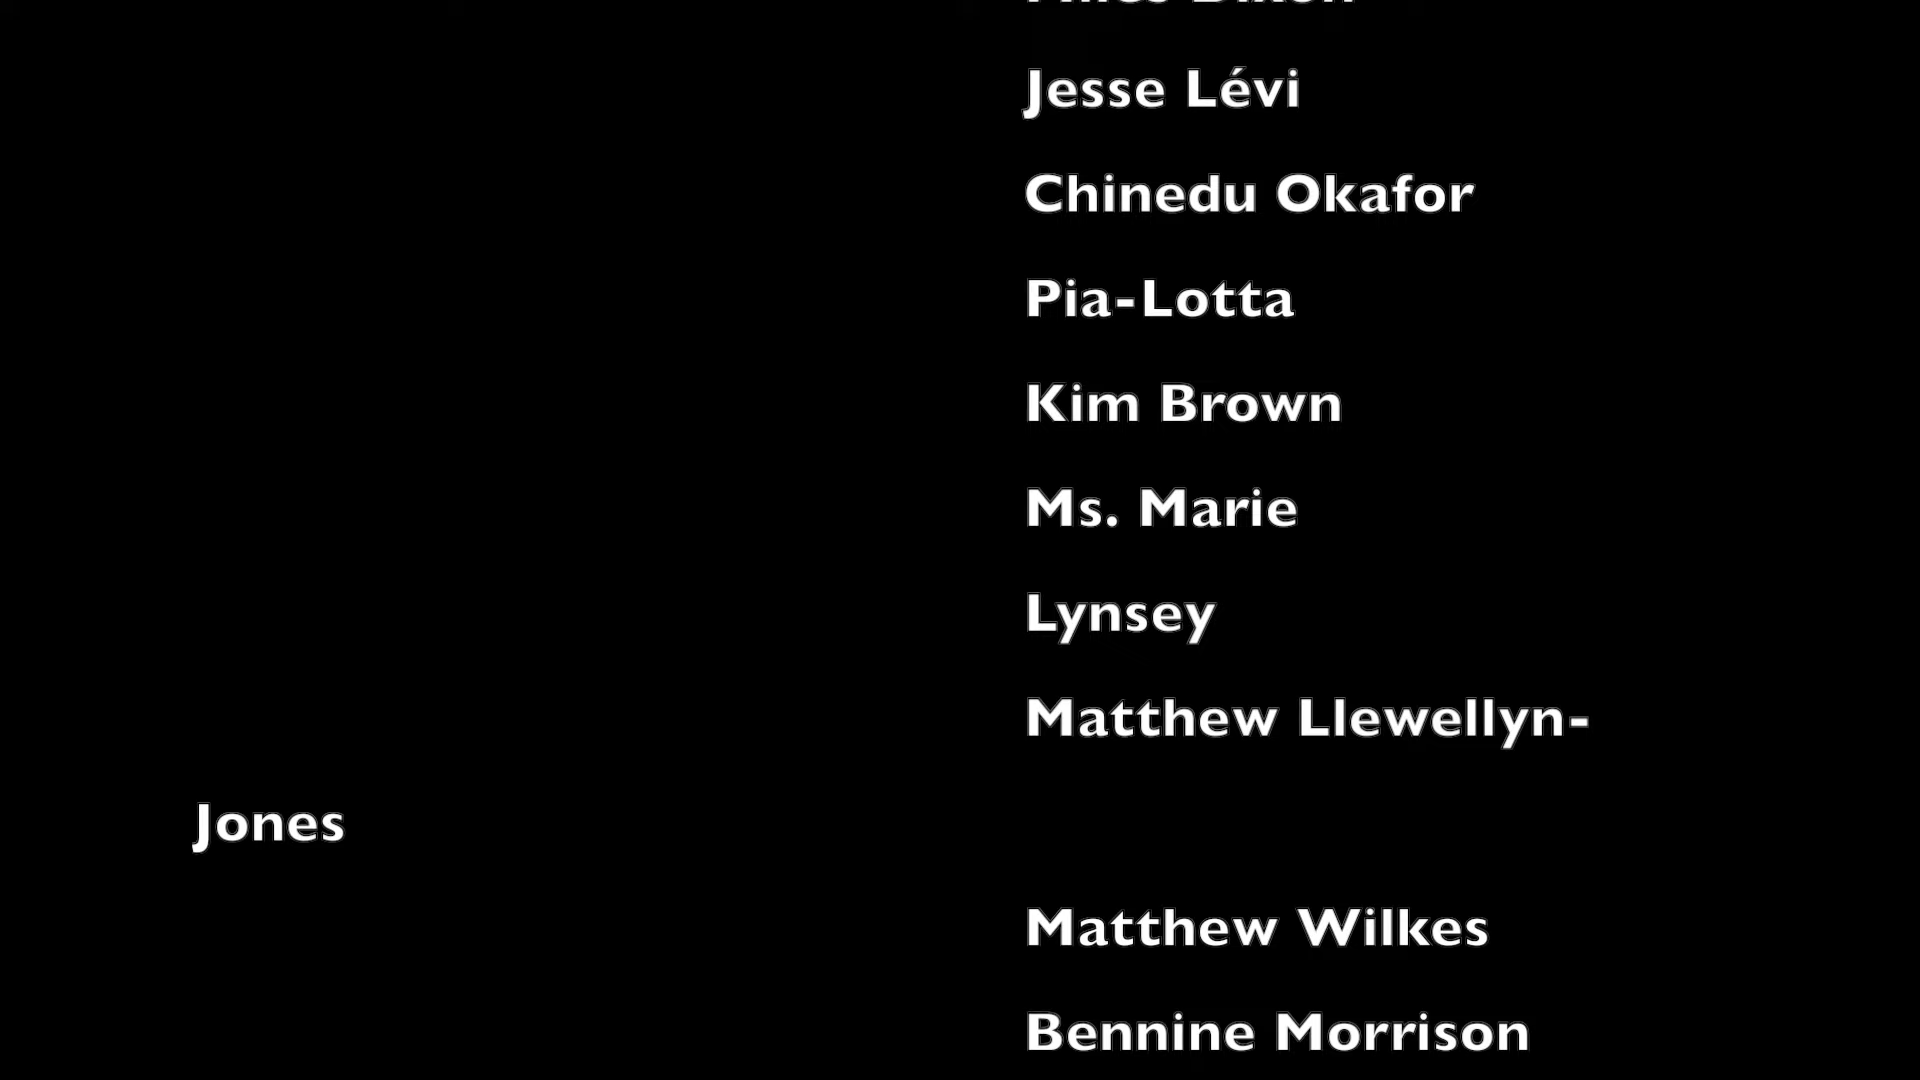 Jesse Lévi
Chinedu Okafor
Pia-Lotta
Kim Brown
Ms. Marie
Lynsey
Matthew Llewellyn-
Jones
Matthew Wilkes
Bennine Morrison